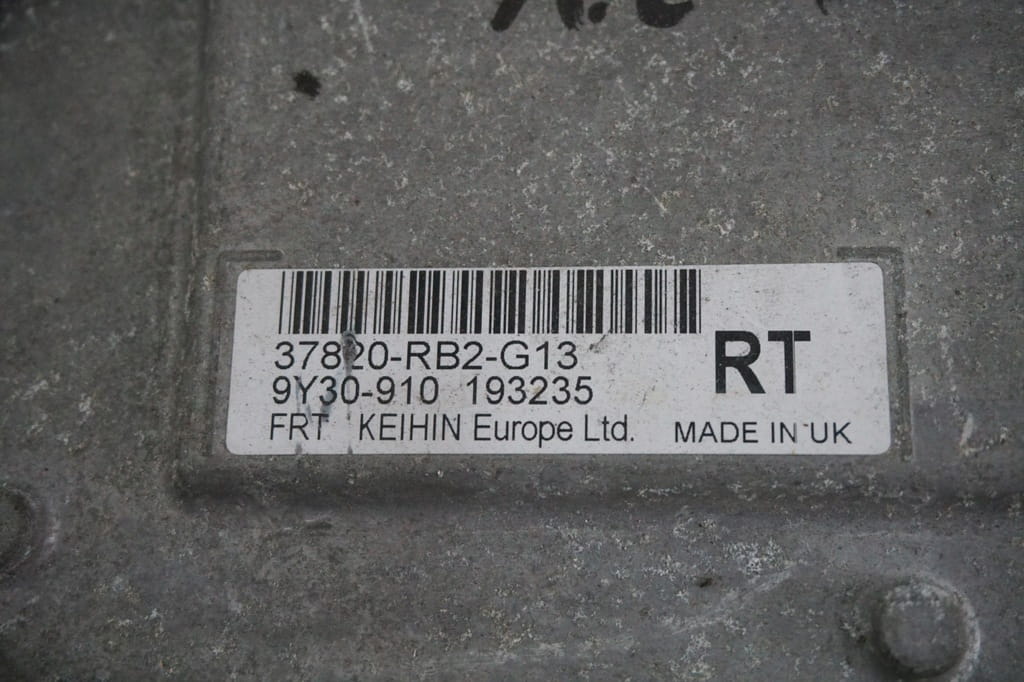 37820-RB2-G13
RT
9Y30-910 193235
FRT KEIHIN Europe Ltd. MADE IN UK